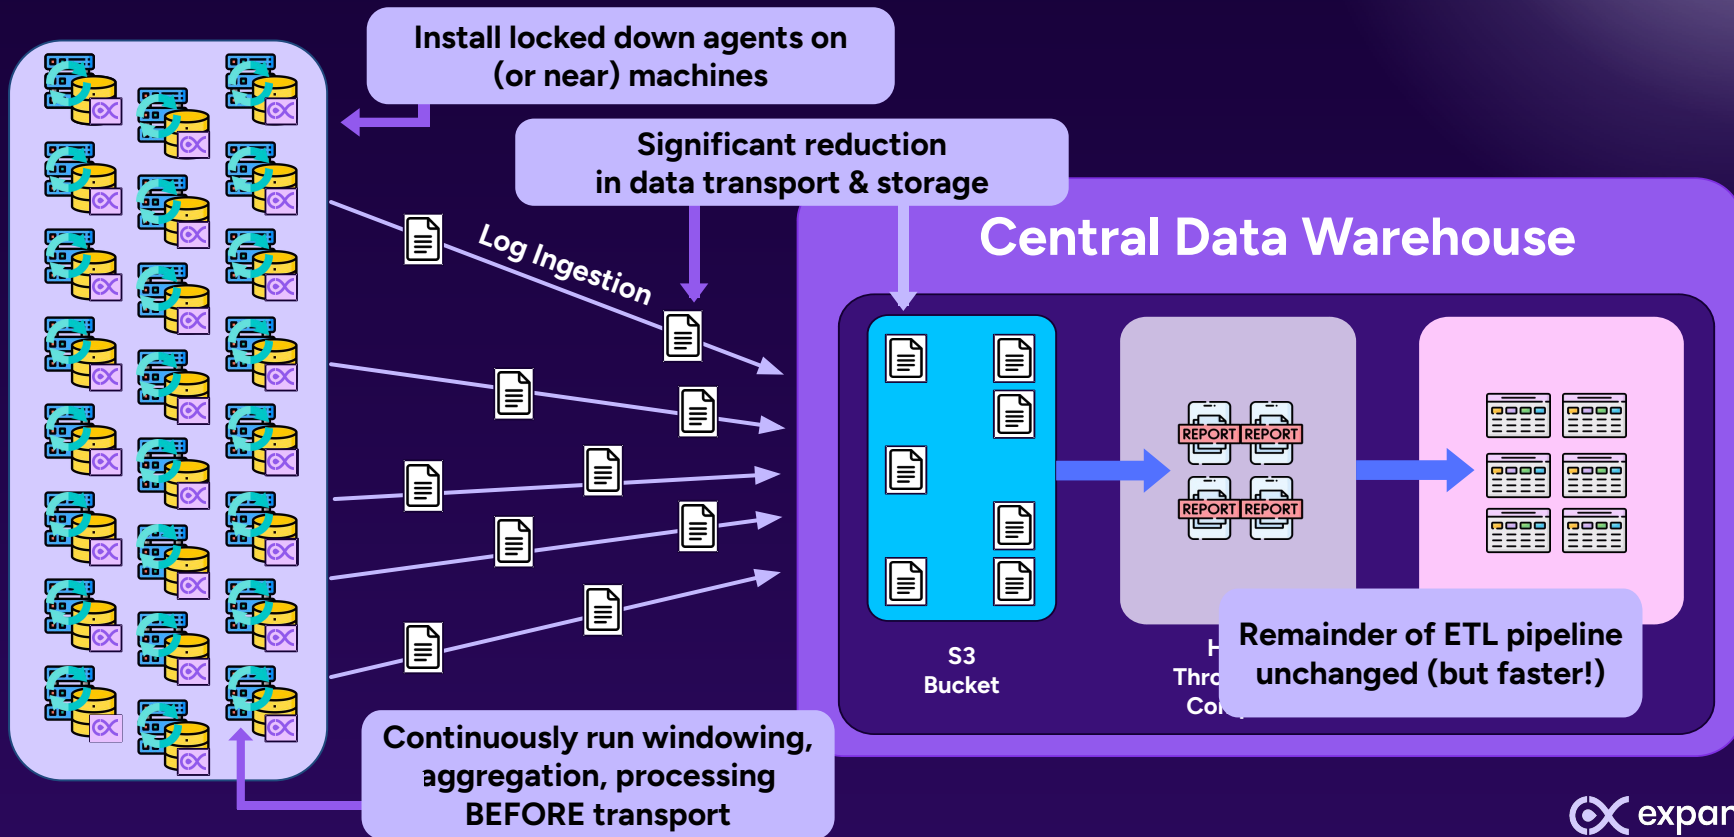 Install locked down agents on
(or near) machines
Significant reduction
in data transport & storage
Central Data Warehouse
Log Ingestion
REPORT REPORT
REPORT REPORT
S3
Bucket
Remainder of ETL pipeline
unchanged (but faster!)
Continuously run windowing,
aggregation, processing
BEFORE transport